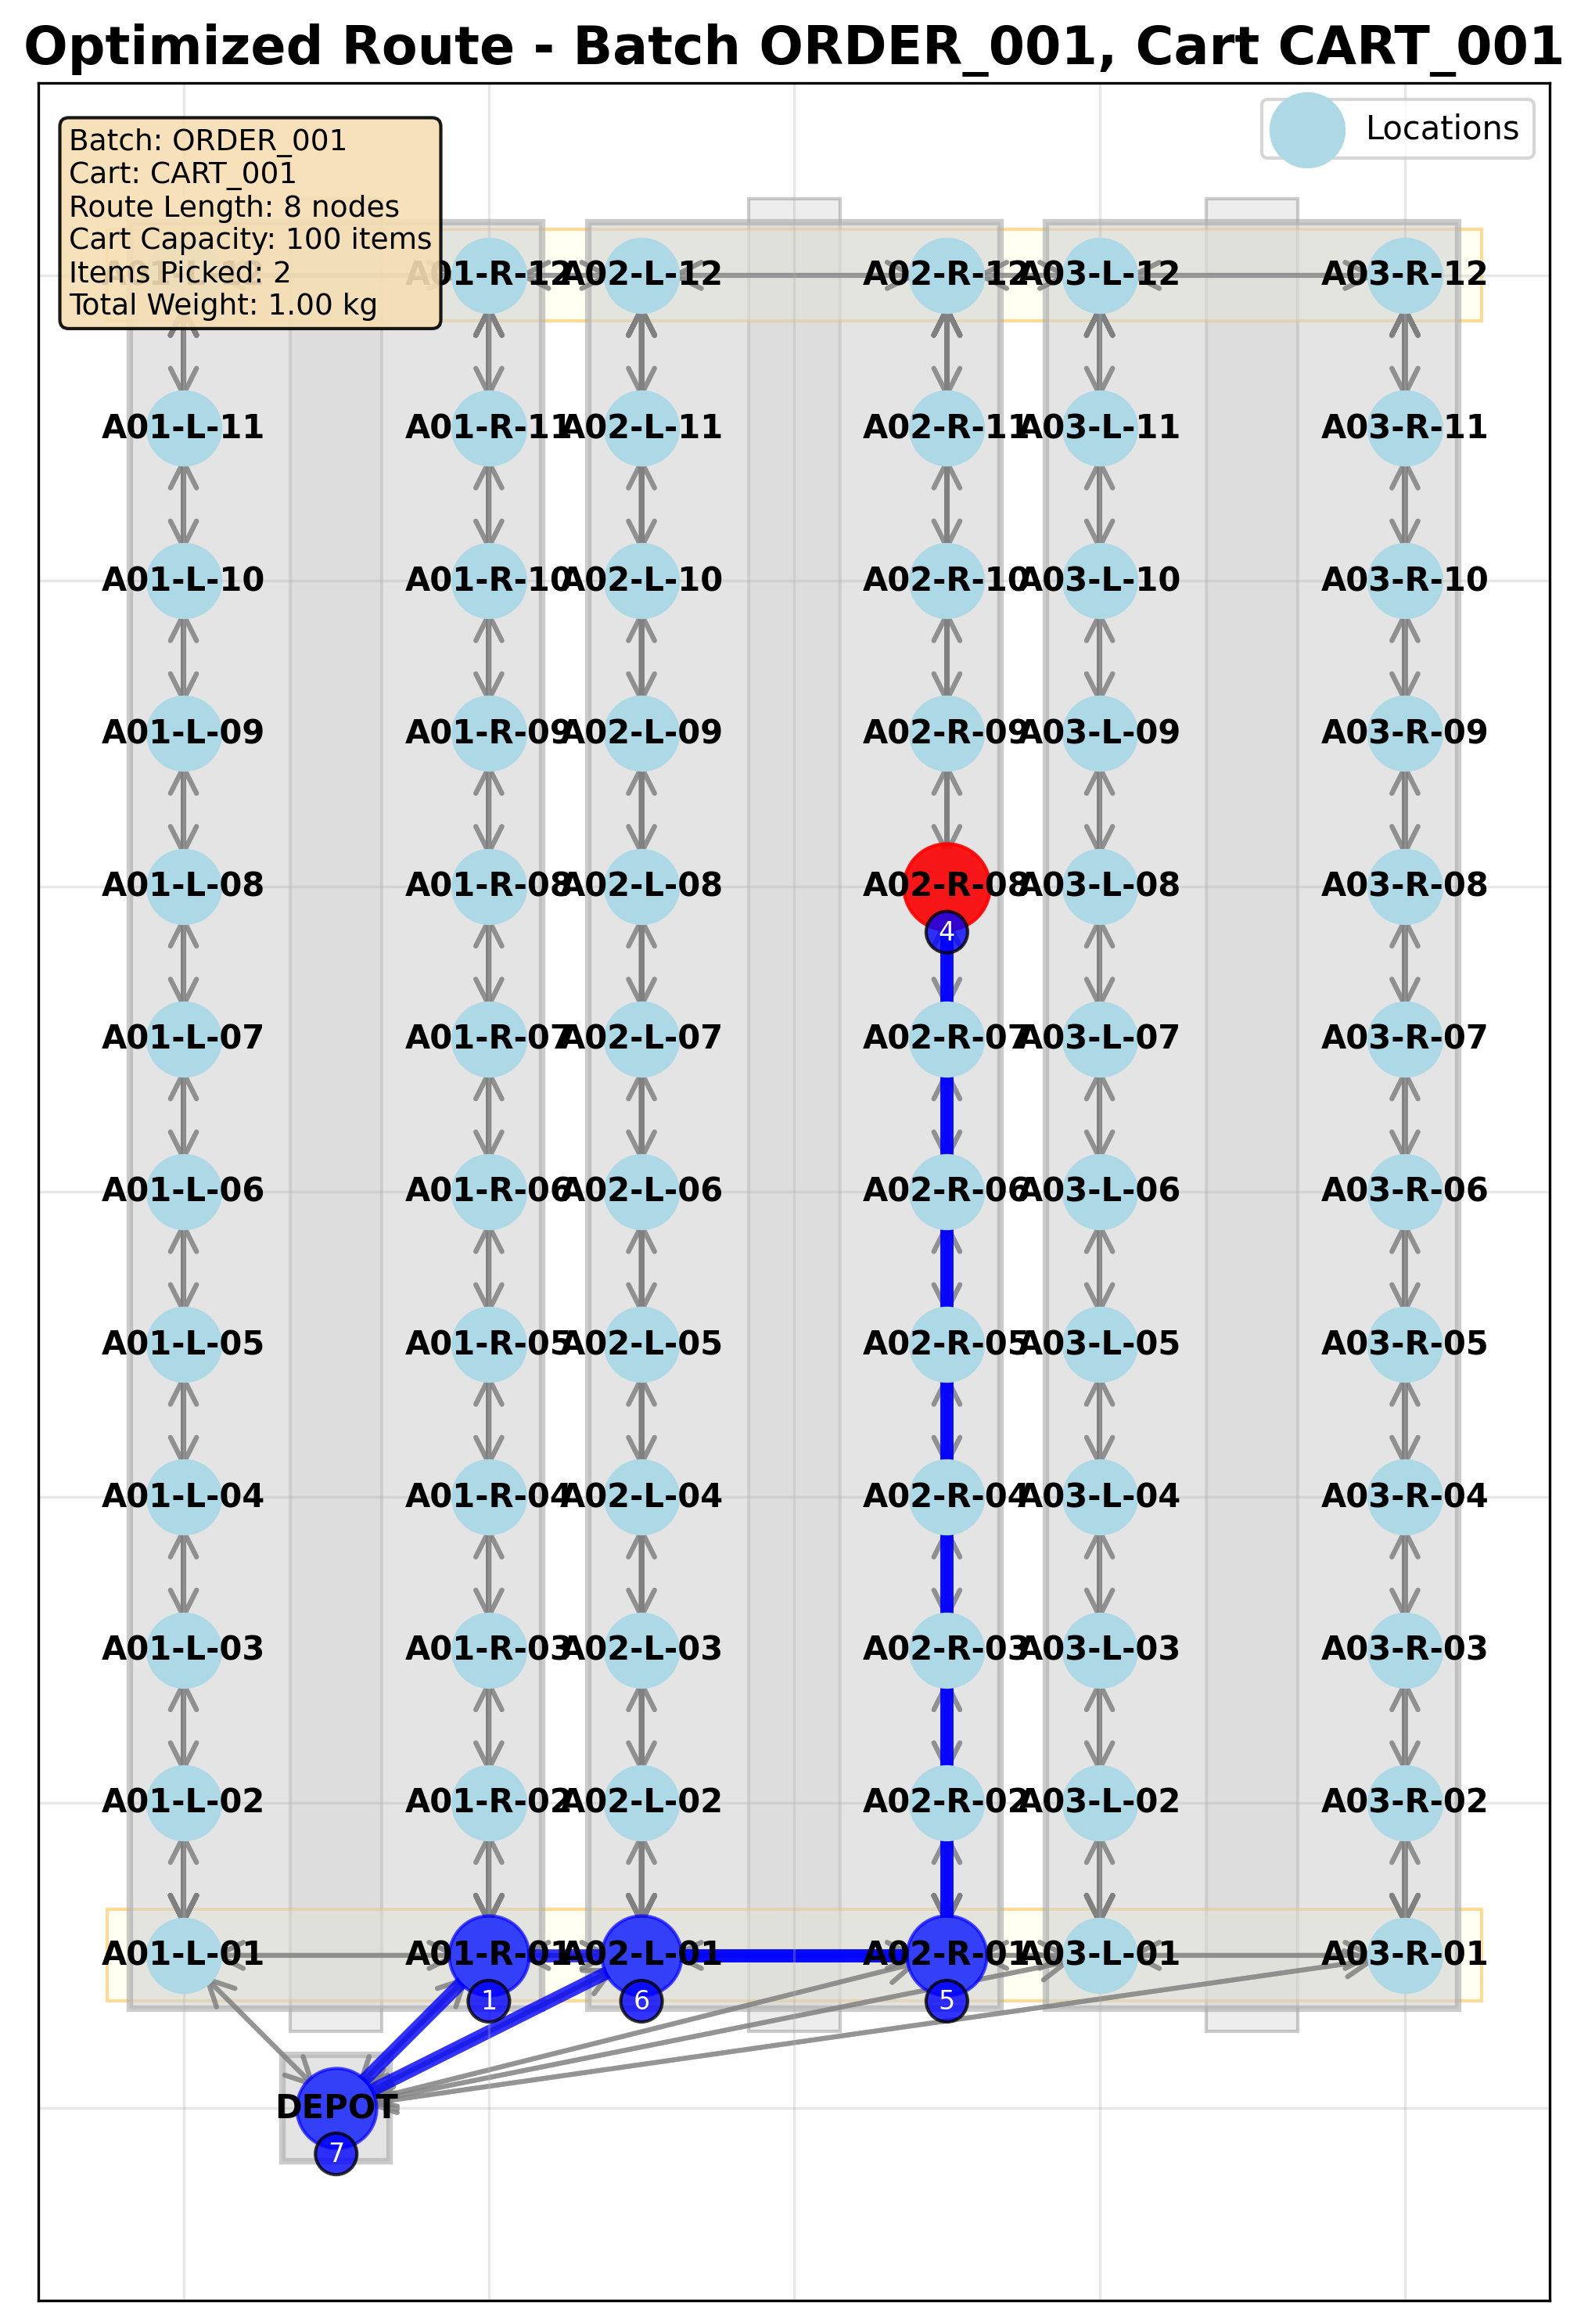 Optimized Route - Batch ORDER_001, Cart CART_001
Batch: ORDER_001
Cart: CART_001
Route Length: 8 nodes
Cart Capacity: 100 items
Items Picked: 2
Total Weight: 1.00 kg
Locations
A01-R-12 A02-L-12 A02-R-12 A03-L-12 A03-R-12
A01-L-11 A01-R-11 A02-L-11 A02-R-11 A03-L-11 A03-R-11
A01-L-10 A01-R-10 A02-L-10 A02-R-10 A03-L-10 A03-R-10
A01-L-09 A01-R-09 A02-L-09 A02-R-09 A03-L-09 A03-R-09
A01-L-08 A01-R-08 A02-L-08 A02-R-08 A03-L-08 A03-R-08
4
A01-L-07 A01-R-07 A02-L-07 A02-R-07 A03-L-07 A03-R-07
A01-L-06 A01-R-06 A02-L-06 A02-R-06 A03-L-06 A03-R-06
A01-L-05 A01-R-05 A02-L-05 A02-R-05 A03-L-05 A03-R-05
A01-L-04 A01-R-04 A02-L-04 A02-R-04 A03-L-04 A03-R-04
A01-L-03 A01-R-03 A02-L-03 A02-R-03 A03-L-03 A03-R-03
A01-L-02 A01-R-02 A02-L-02 A02-R-02 A03-L-02 A03-R-02
A01-L-01 A01-R-01 A02-L-01 A02-R-01 A03-L-01 A03-R-01
1 6 5
DEPOT
7